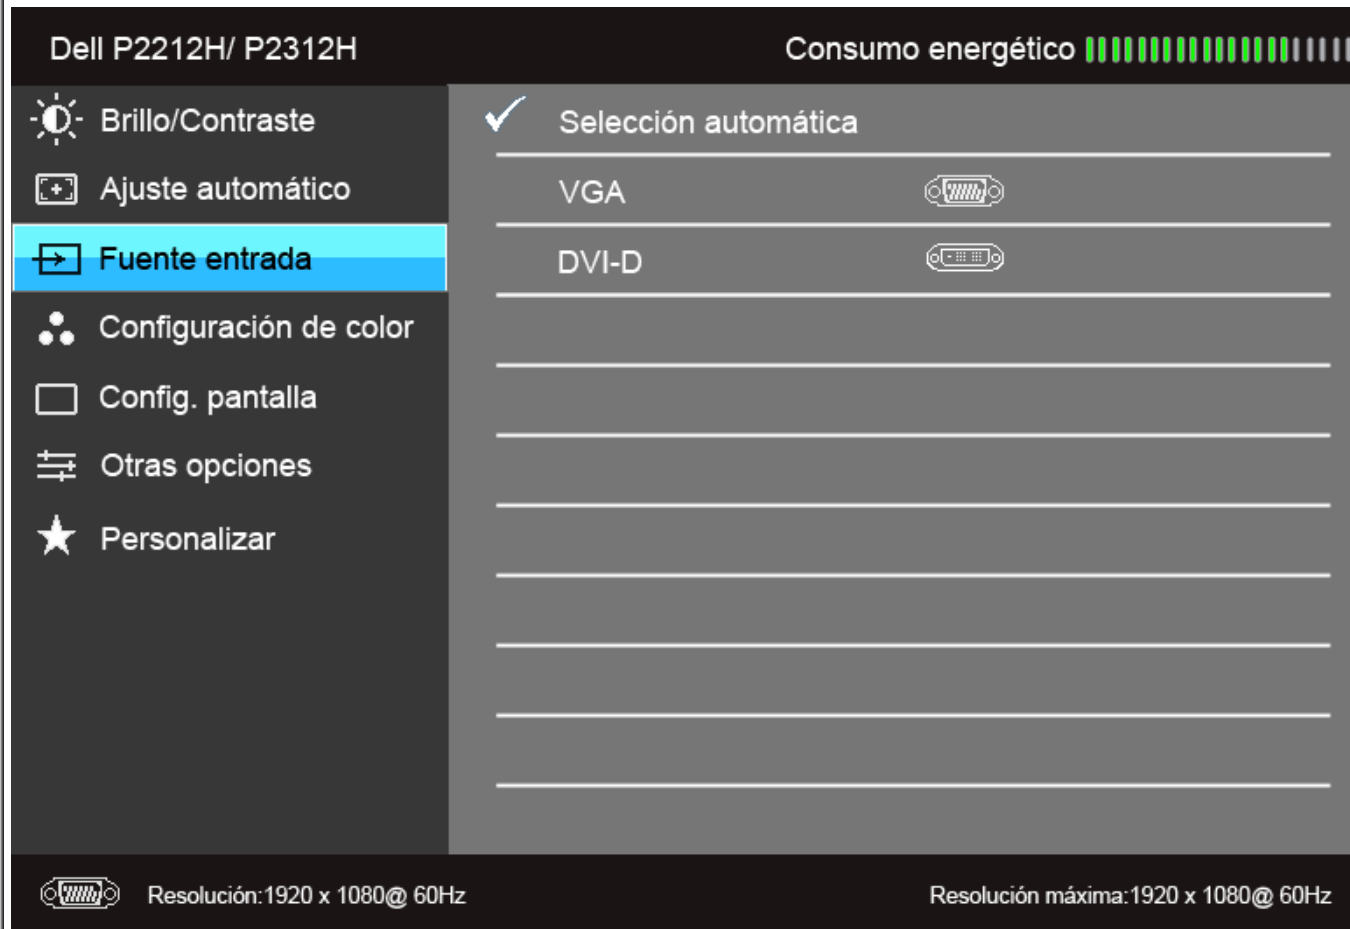 Dell P2212H/ P2312H
Consumo energético
Brillo/Contraste
Ajuste automático
Fuente entrada
Configuración de color
Config. pantalla
Otras opciones
Personalizar
Selección automática
VGA
DVI-D
Resolución:1920 x 1080@ 60Hz
Resolución máxima:1920 x 1080@ 60Hz